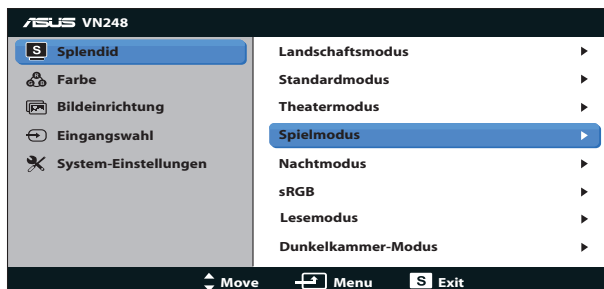 ASUS VN248
S Splendid
Farbe
Bildeinrichtung
Eingangswahl
System-Einstellungen
Landschaftsmodus
Standardmodus
Theatermodus
Spielmodus
Nachtmodus
sRGB
Lesemodus
Dunkelkammer-Modus
Move Menu S Exit